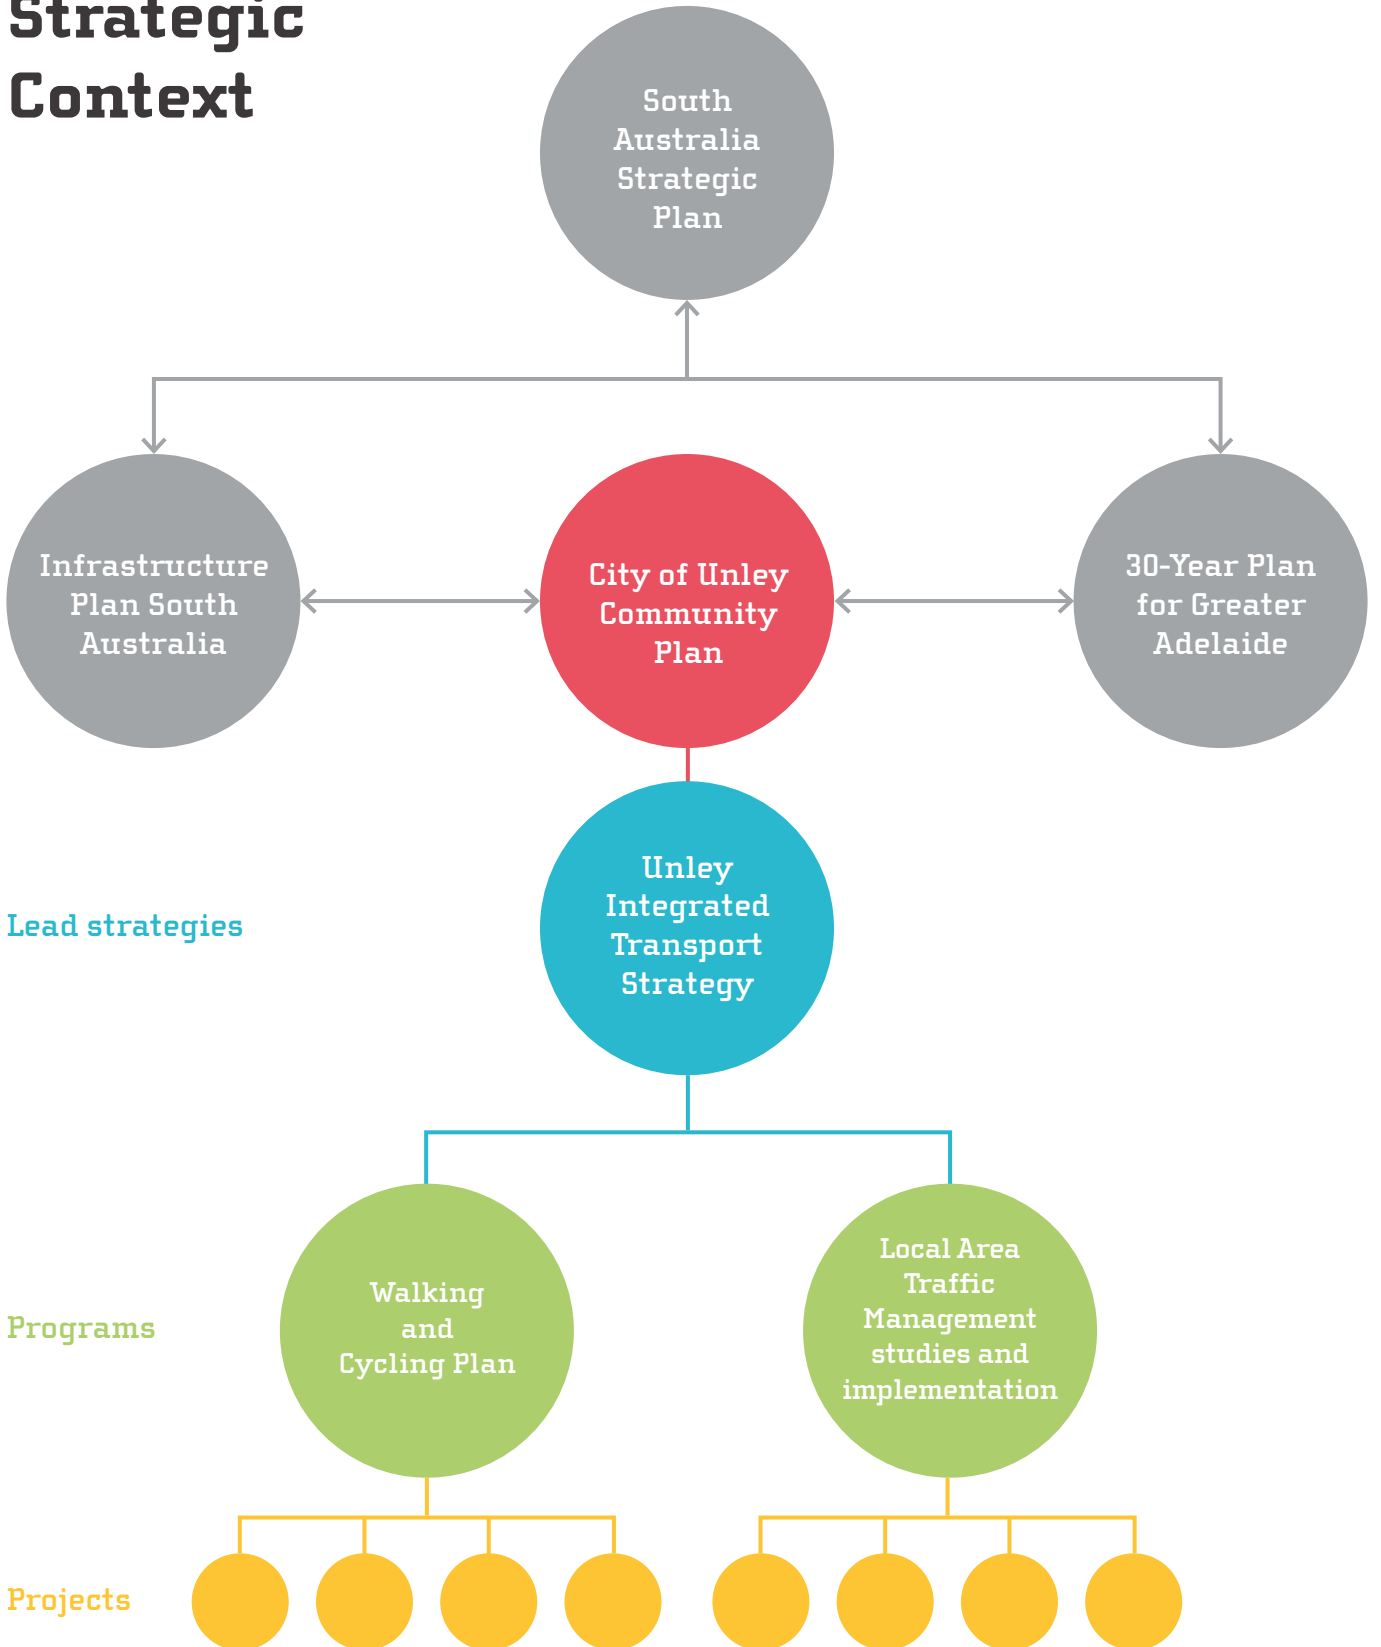 Strategic
Context
South
Australia
Strategic
Plan
Infrastructure
Plan South
Australia
City of Unley
Community
Plan
30-Year Plan
for Greater
Adelaide
Lead strategies
Unley
Integrated
Transport
Strategy
Programs
Walking
and
Cycling Plan
Local Area
Traffic
Management
studies and
implementation
Projects